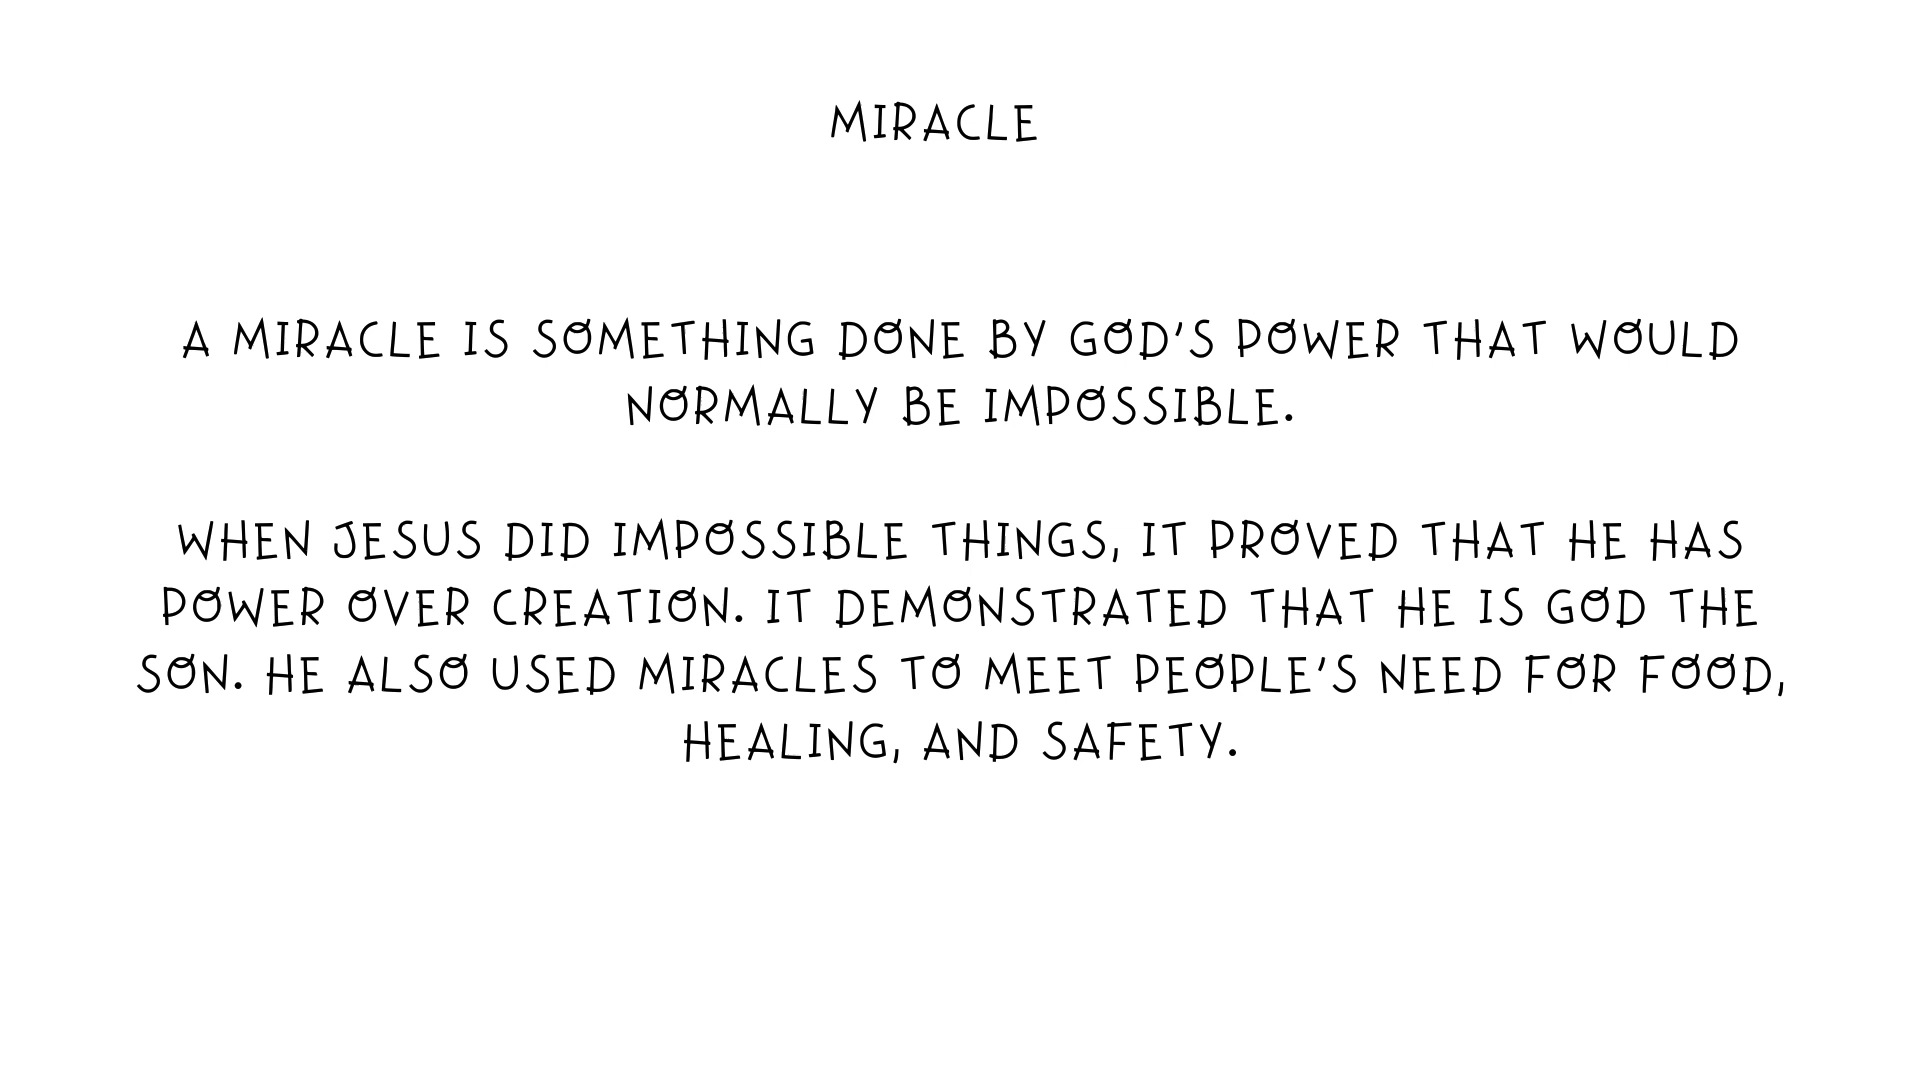 MIRACLE
A MIRACLE IS SOMETHING DONE BY GOD'S POWER THAT WOULD
NORMALLY BE IMPOSSIBLE.
WHEN JESUS DID IMPOSSIBLE THINGS, IT PROVED THAT HE HAS
POWER OVER CREATION. IT DEMONSTRATED THAT HE IS GOD THE
SON. HE ALSO USED MIRACLES TO MEET PEOPLE'S NEED FOR FOOD,
HEALING, AND SAFETY.